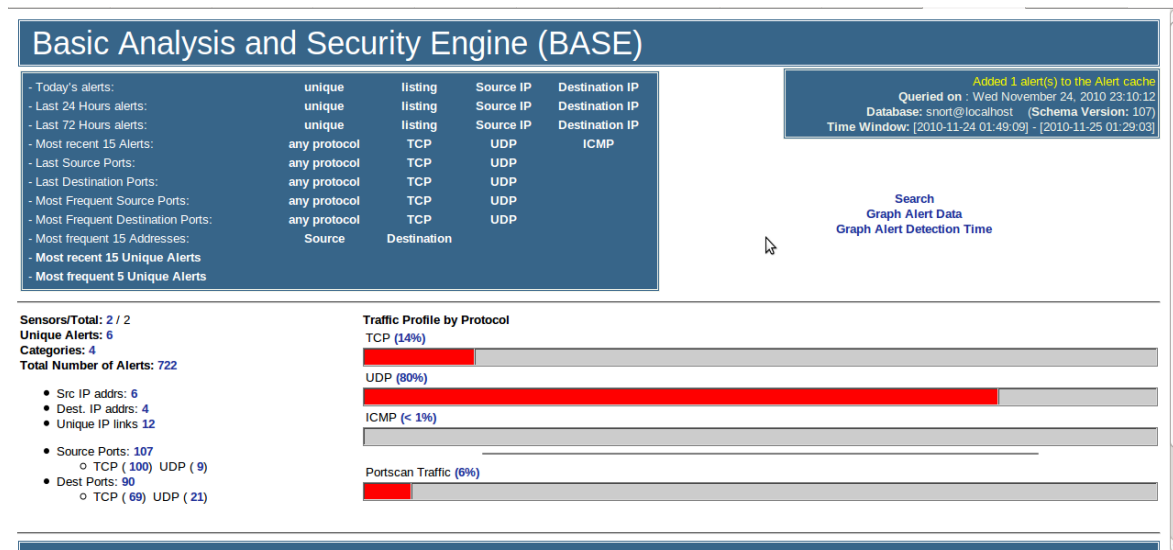 Basic Analysis and Security Engine (BASE)
- Today's alerts: unique listing Source IP Destination IP
- Last 24 Hours alerts: unique listing Source IP Destination IP
- Last 72 Hours alerts: unique listing Source IP Destination IP
- Most recent 15 Alerts: any protocol TCP UDP ICMP
- Last Source Ports: any protocol TCP UDP
- Last Destination Ports: any protocol TCP UDP
- Most Frequent Source Ports: any protocol TCP UDP
- Most Frequent Destination Ports: any protocol TCP UDP
- Most frequent 15 Addresses: Source Destination
- Most recent 15 Unique Alerts
- Most frequent 5 Unique Alerts
Added 1 alert(s) to the Alert cache
Queried on : Wed November 24, 2010 23:10:12
Database: snort@localhost (Schema Version: 107)
Time Window: [2010-11-24 01:49:09] - [2010-11-25 01:29:03]
Search
Graph Alert Data
Graph Alert Detection Time
Sensors/Total: 2 / 2
Unique Alerts: 6
Categories: 4
Total Number of Alerts: 722
Src IP addrs: 6
Dest. IP addrs: 4
Unique IP links 12
Source Ports: 107
TCP ( 100) UDP ( 9)
Dest Ports: 90
TCP ( 69) UDP ( 21)
Traffic Profile by Protocol
TCP (14%)
UDP (80%)
ICMP (< 1%)
Portscan Traffic (6%)